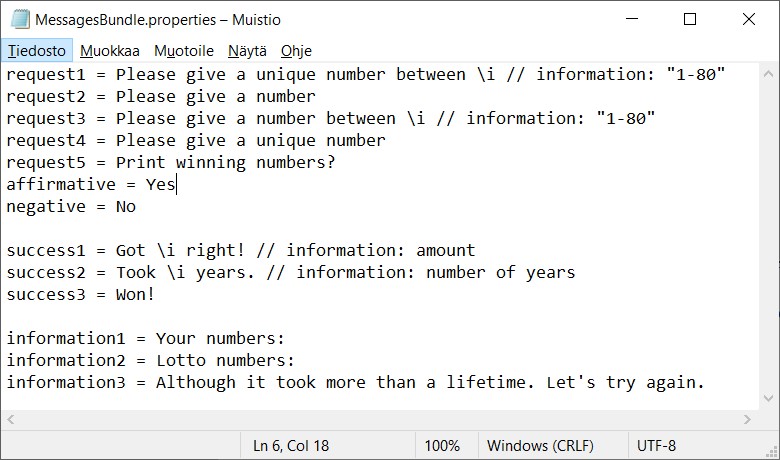 MessagesBundle.properties – Muistio
Tiedosto Muokkaa Muotoile Näytä Ohje
request1 = Please give a unique number between \i // information: "1-80"
request2 = Please give a number
request3 = Please give a number between \i // information: "1-80"
request4 = Please give a unique number
request5 = Print winning numbers?
affirmative = Yes
negative = No
success1 = Got \i right! // information: amount
success2 = Took \i years. // information: number of years
success3 = Won!
information1 = Your numbers:
information2 = Lotto numbers:
information3 = Although it took more than a lifetime. Let's try again.
Ln 6, Col 18 100% Windows (CRLF) UTF-8